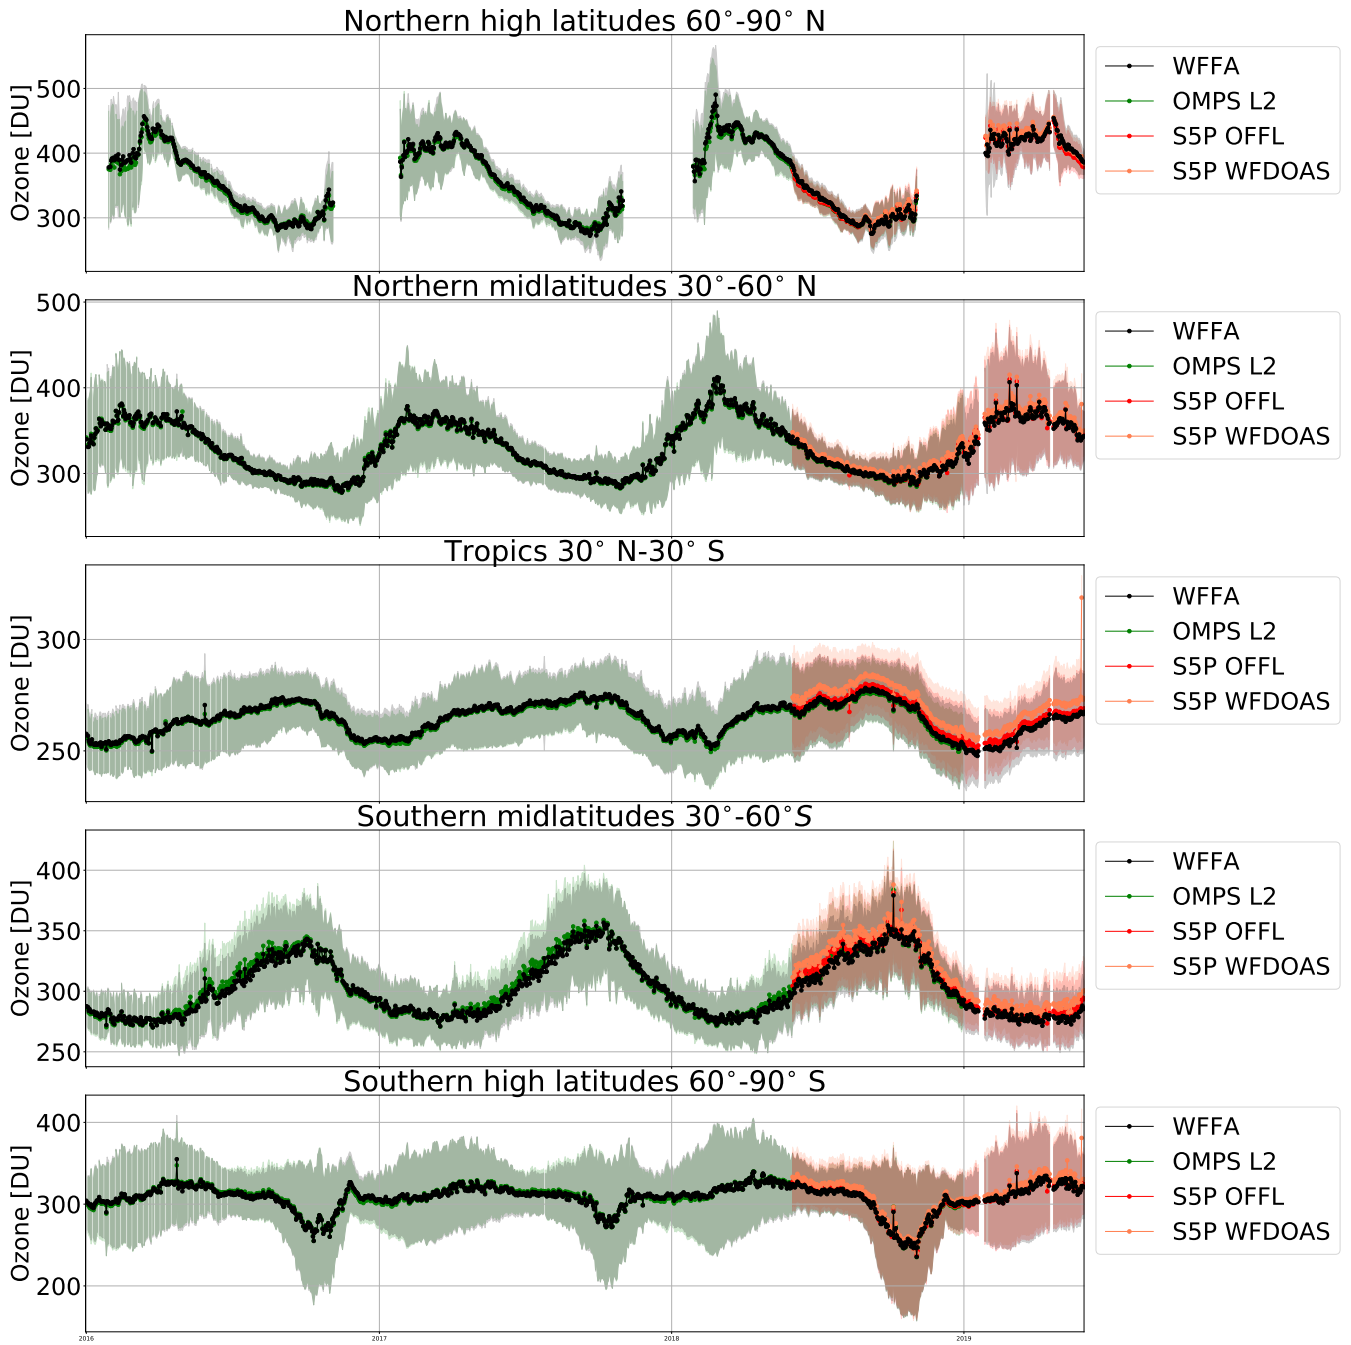 Northern high latitudes 60°-90° N
Ozone [DU]
500
400
300
WFFA
OMPS L2
S5P OFFL
S5P WFDOAS
Northern midlatitudes 30°-60° N
Ozone [DU]
500
400
300
WFFA
OMPS L2
S5P OFFL
S5P WFDOAS
Tropics 30° N-30° S
Ozone [DU]
300
250
WFFA
OMPS L2
S5P OFFL
S5P WFDOAS
Southern midlatitudes 30°-60°S
Ozone [DU]
400
350
300
250
WFFA
OMPS L2
S5P OFFL
S5P WFDOAS
Southern high latitudes 60°-90° S
Ozone [DU]
400
300
200
WFFA
OMPS L2
S5P OFFL
S5P WFDOAS
2016 2017 2018 2019